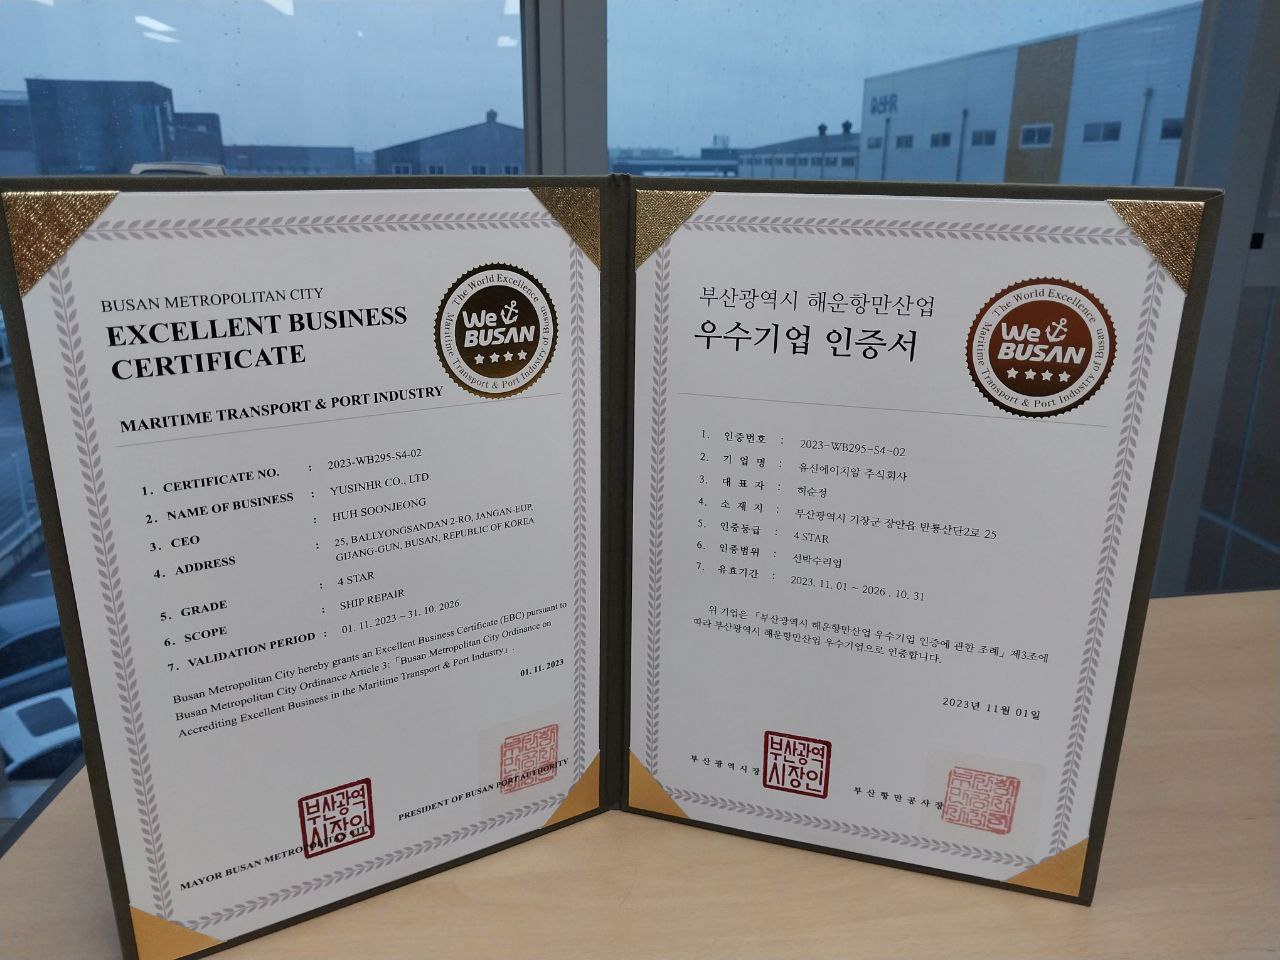 BUSAN METROPOLITAN CITY
EXCELLENT BUSINESS
CERTIFICATE
The World Excellence
Maritime Transport & Port Industry of Busan
We
BUSAN
MARITIME TRANSPORT & PORT INDUSTRY
1. CERTIFICATE NO. : 2023-WB295-S4-02
2. NAME OF BUSINESS : YUSINHR CO., LTD.
3. CEO : HUH SOONJEONG
4. ADDRESS : 25, BALLYONGSANDAN 2-RO, JANGAN-EUP,
GIJANG-GUN, BUSAN, REPUBLIC OF KOREA
5. GRADE : 4 STAR
6. SCOPE : SHIP REPAIR
7. VALIDATION PERIOD : 01. 11. 2023 ~ 31. 10. 2026
Busan Metropolitan City hereby grants an Excellent Business Certificate (EBC) pursuant to
Busan Metropolitan City Ordinance Article 3: 「Busan Metropolitan City Ordinance on
Accrediting Excellent Business in the Maritime Transport & Port Industry」.
01. 11. 2023
MAYOR BUSAN METROPOLITAN CITY
부산광역
시장인
PRESIDENT OF BUSAN PORT AUTHORITY
부산광역시 해운항만산업
우수기업 인증서
The World Excellence
Maritime Transport & Port Industry of Busan
We
BUSAN
1. 인증번호 : 2023-WB295-S4-02
2. 기 업 명 : 유신에이치알 주식회사
3. 대 표 자 : 허순정
4. 소 재 지 : 부산광역시 기장군 장안읍 반룡산단2로 25
5. 인증등급 : 4 STAR
6. 인증범위 : 선박수리업
7. 유효기간 : 2023. 11. 01 ~ 2026. 10. 31
위 기업은 「부산광역시 해운항만산업 우수기업 인증에 관한 조례」 제3조에
따라 부산광역시 해운항만산업 우수기업으로 인증합니다.
2023년 11월 01일
부산광역시장
부산광역
시장인
부산항만공사장